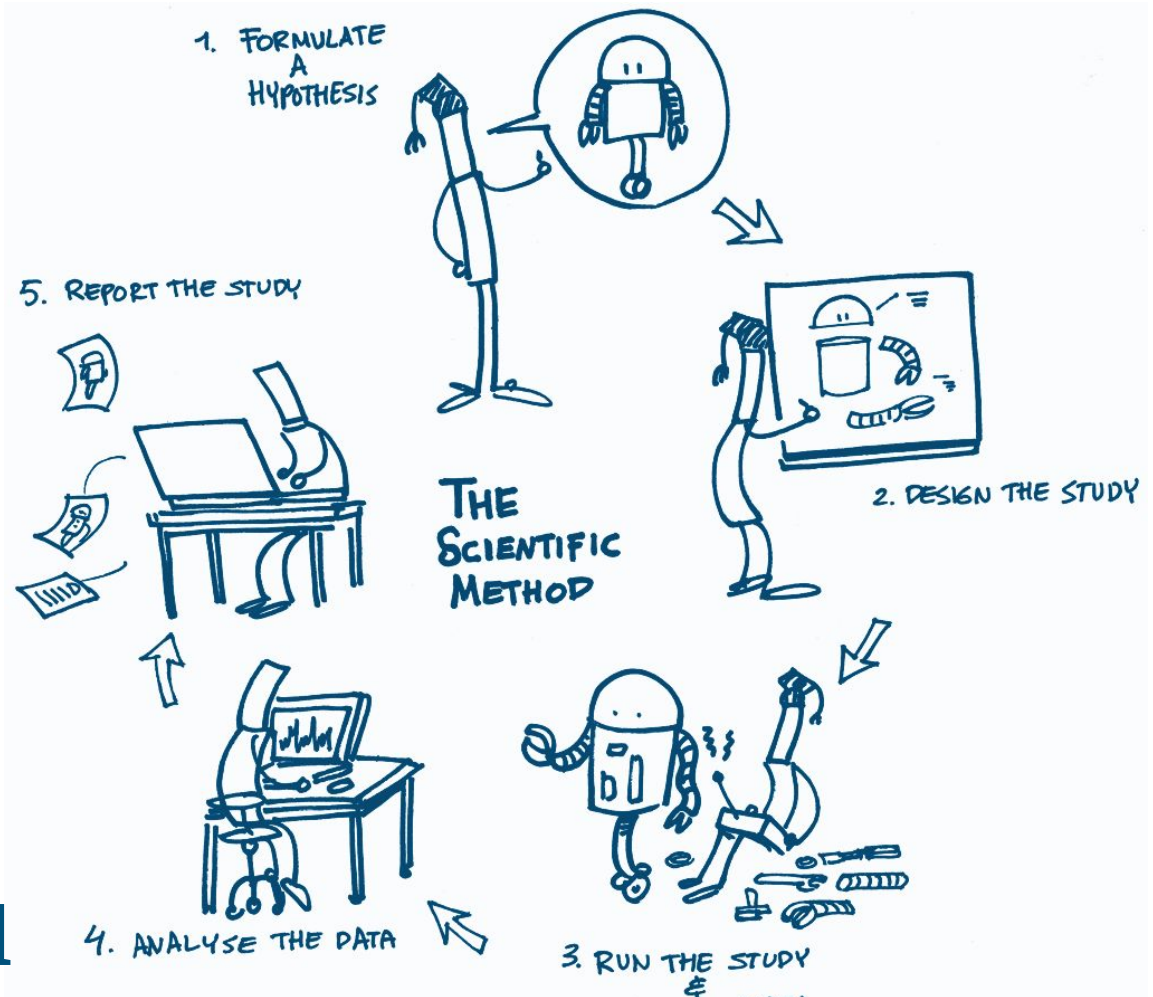 1. FORMULATE
A
HYPOTHESIS
5. REPORT THE STUDY
THE
SCIENTIFIC
METHOD
2. DESIGN THE STUDY
4. ANALYSE THE DATA
3. RUN THE STUDY
&